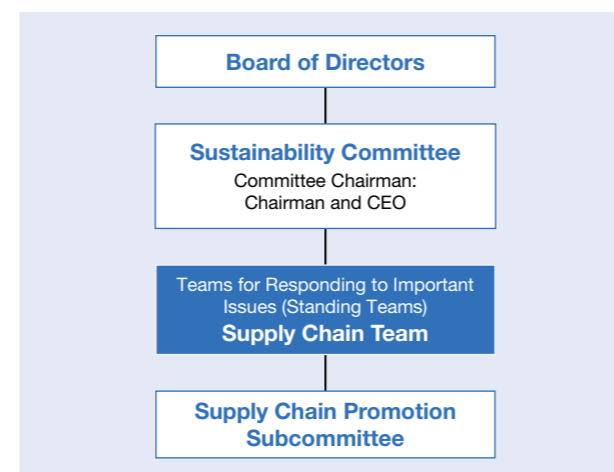 Board of Directors
Sustainability Committee
Committee Chairman:
Chairman and CEO
Teams for Responding to Important
Issues (Standing Teams)
Supply Chain Team
Supply Chain Promotion
Subcommittee